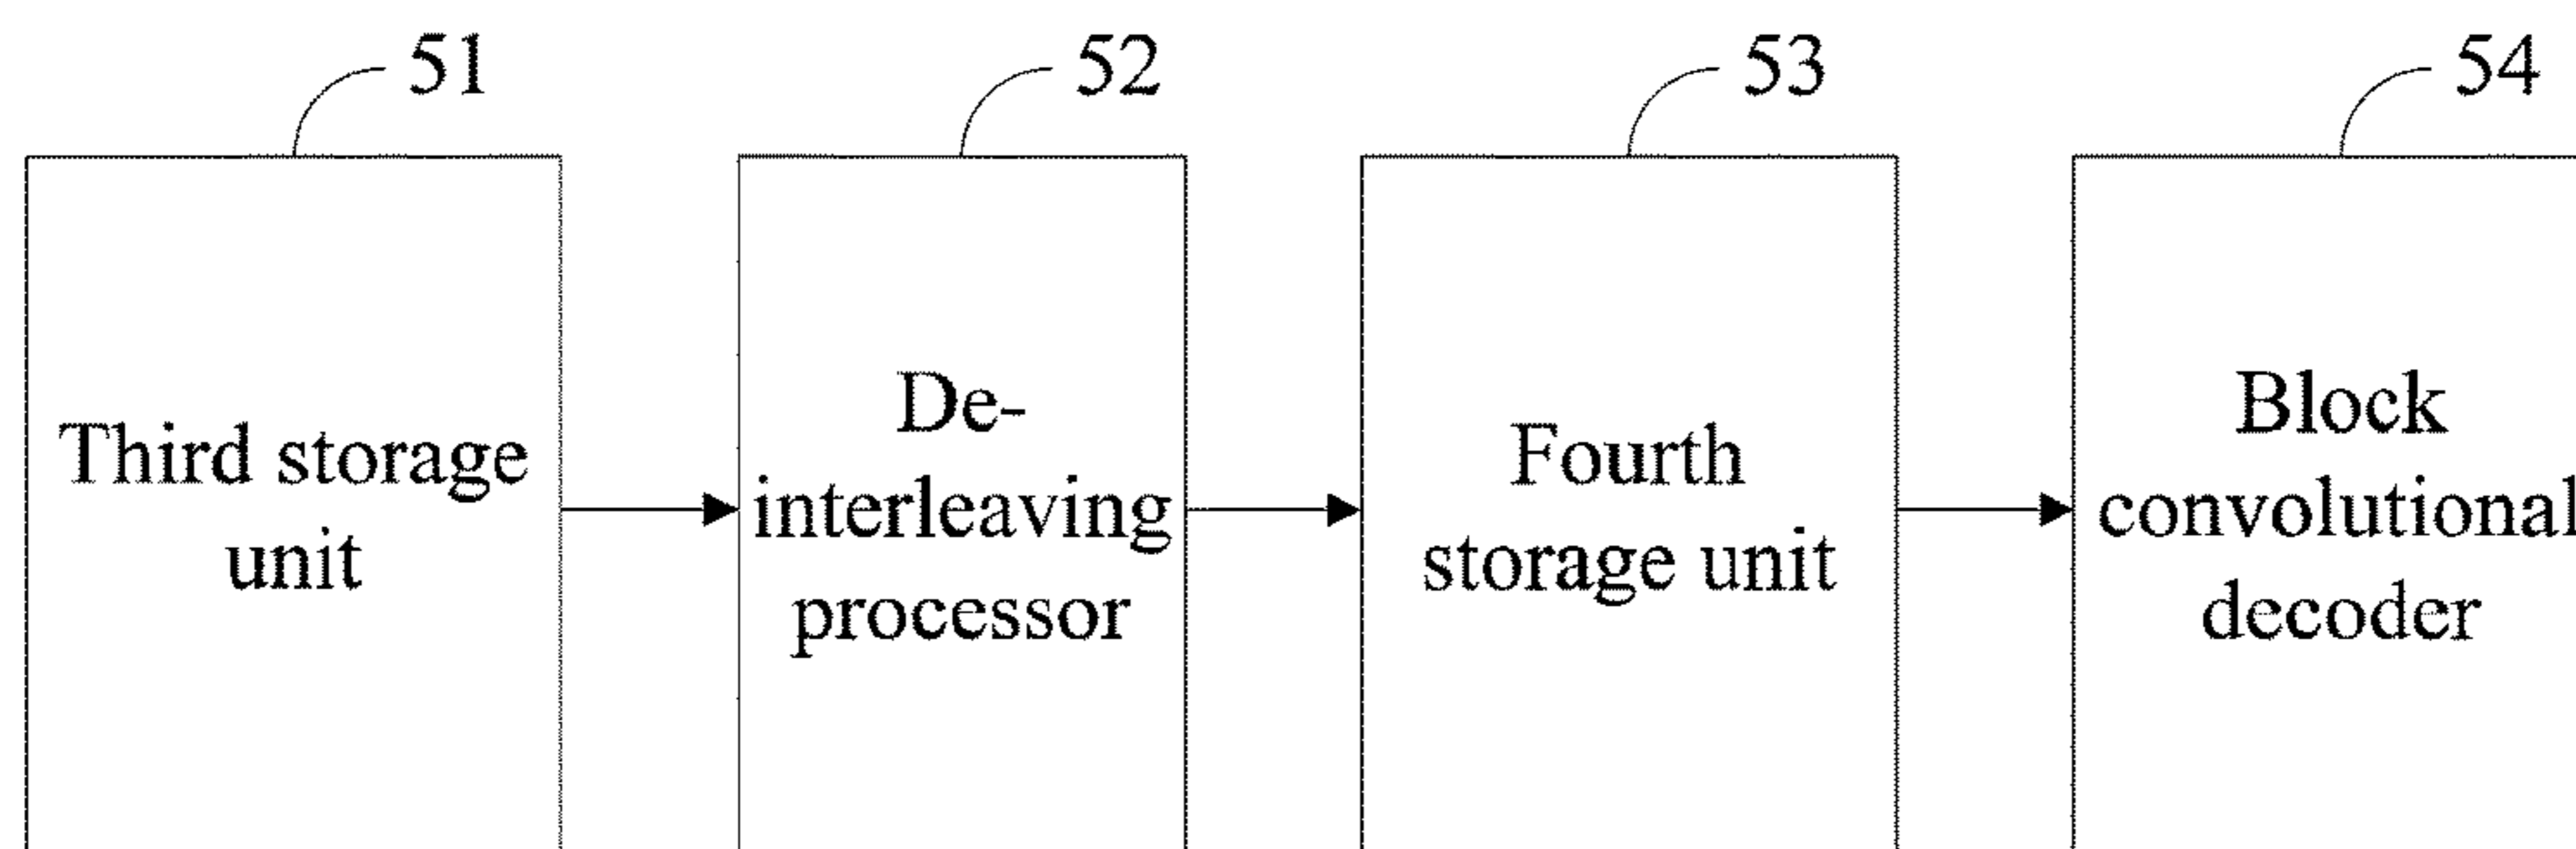 51
52
53
54
Third storage
unit
De-
interleaving
processor
Fourth
storage unit
Block
convolutional
decoder